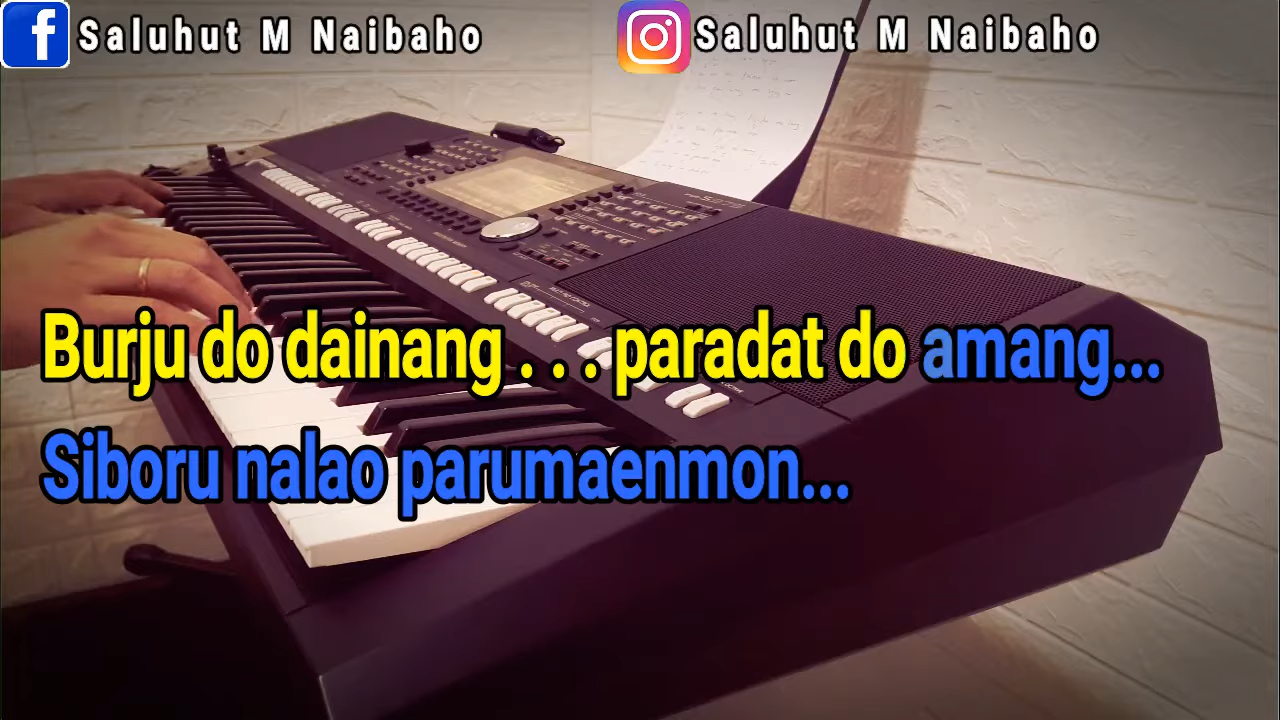 Saluhut M Naibaho
Saluhut M Naibaho
Burju do dainang . . . paradat do amang...
Siboru nalao parumaenmon...